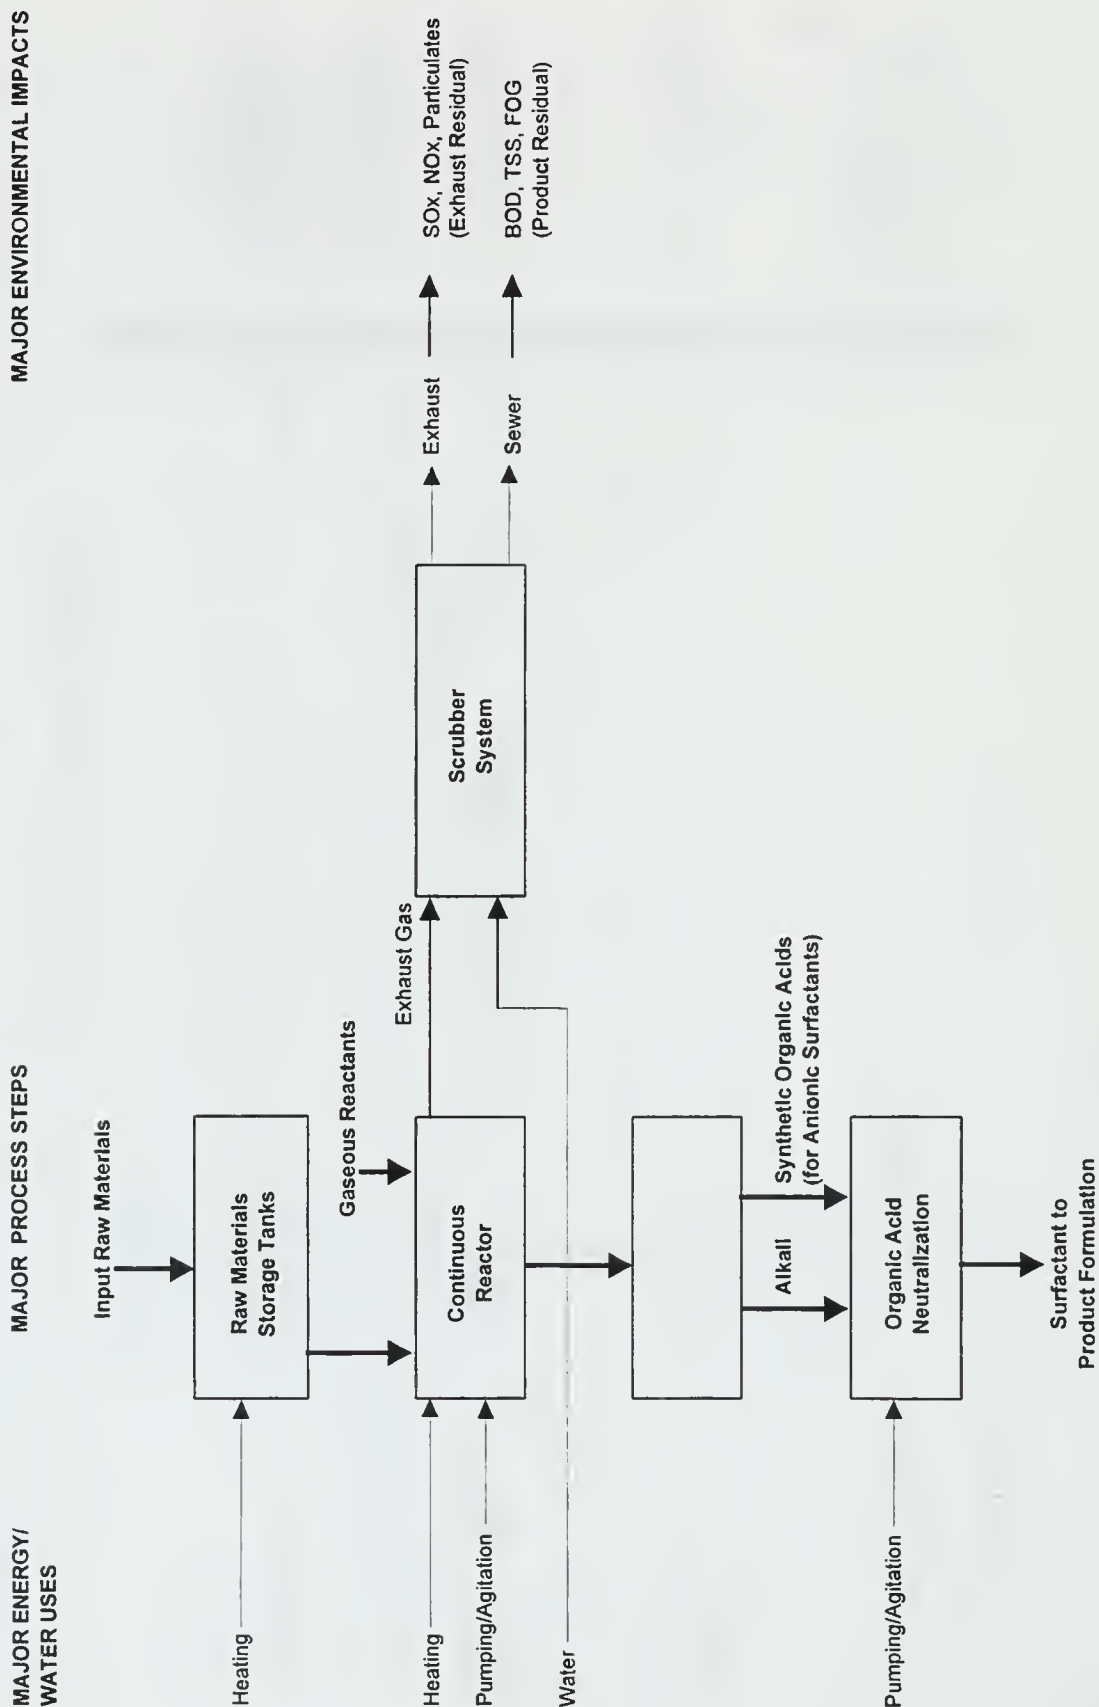 MAJOR ENERGY/
WATER USES
MAJOR PROCESS STEPS
MAJOR ENVIRONMENTAL IMPACTS
Input Raw Materials
Heating
Raw Materials
Storage Tanks
Gaseous Reactants
Heating
Pumping/Agitation
Continuous
Reactor
Exhaust Gas
Scrubber
System
Exhaust
SOx, NOx, Particulates
(Exhaust Residual)
Sewer
BOD, TSS, FOG
(Product Residual)
Water
Alkali
Synthetic Organic Acids
(for Anionic Surfactants)
Pumping/Agitation
Organic Acid
Neutralization
Surfactant to
Product Formulation